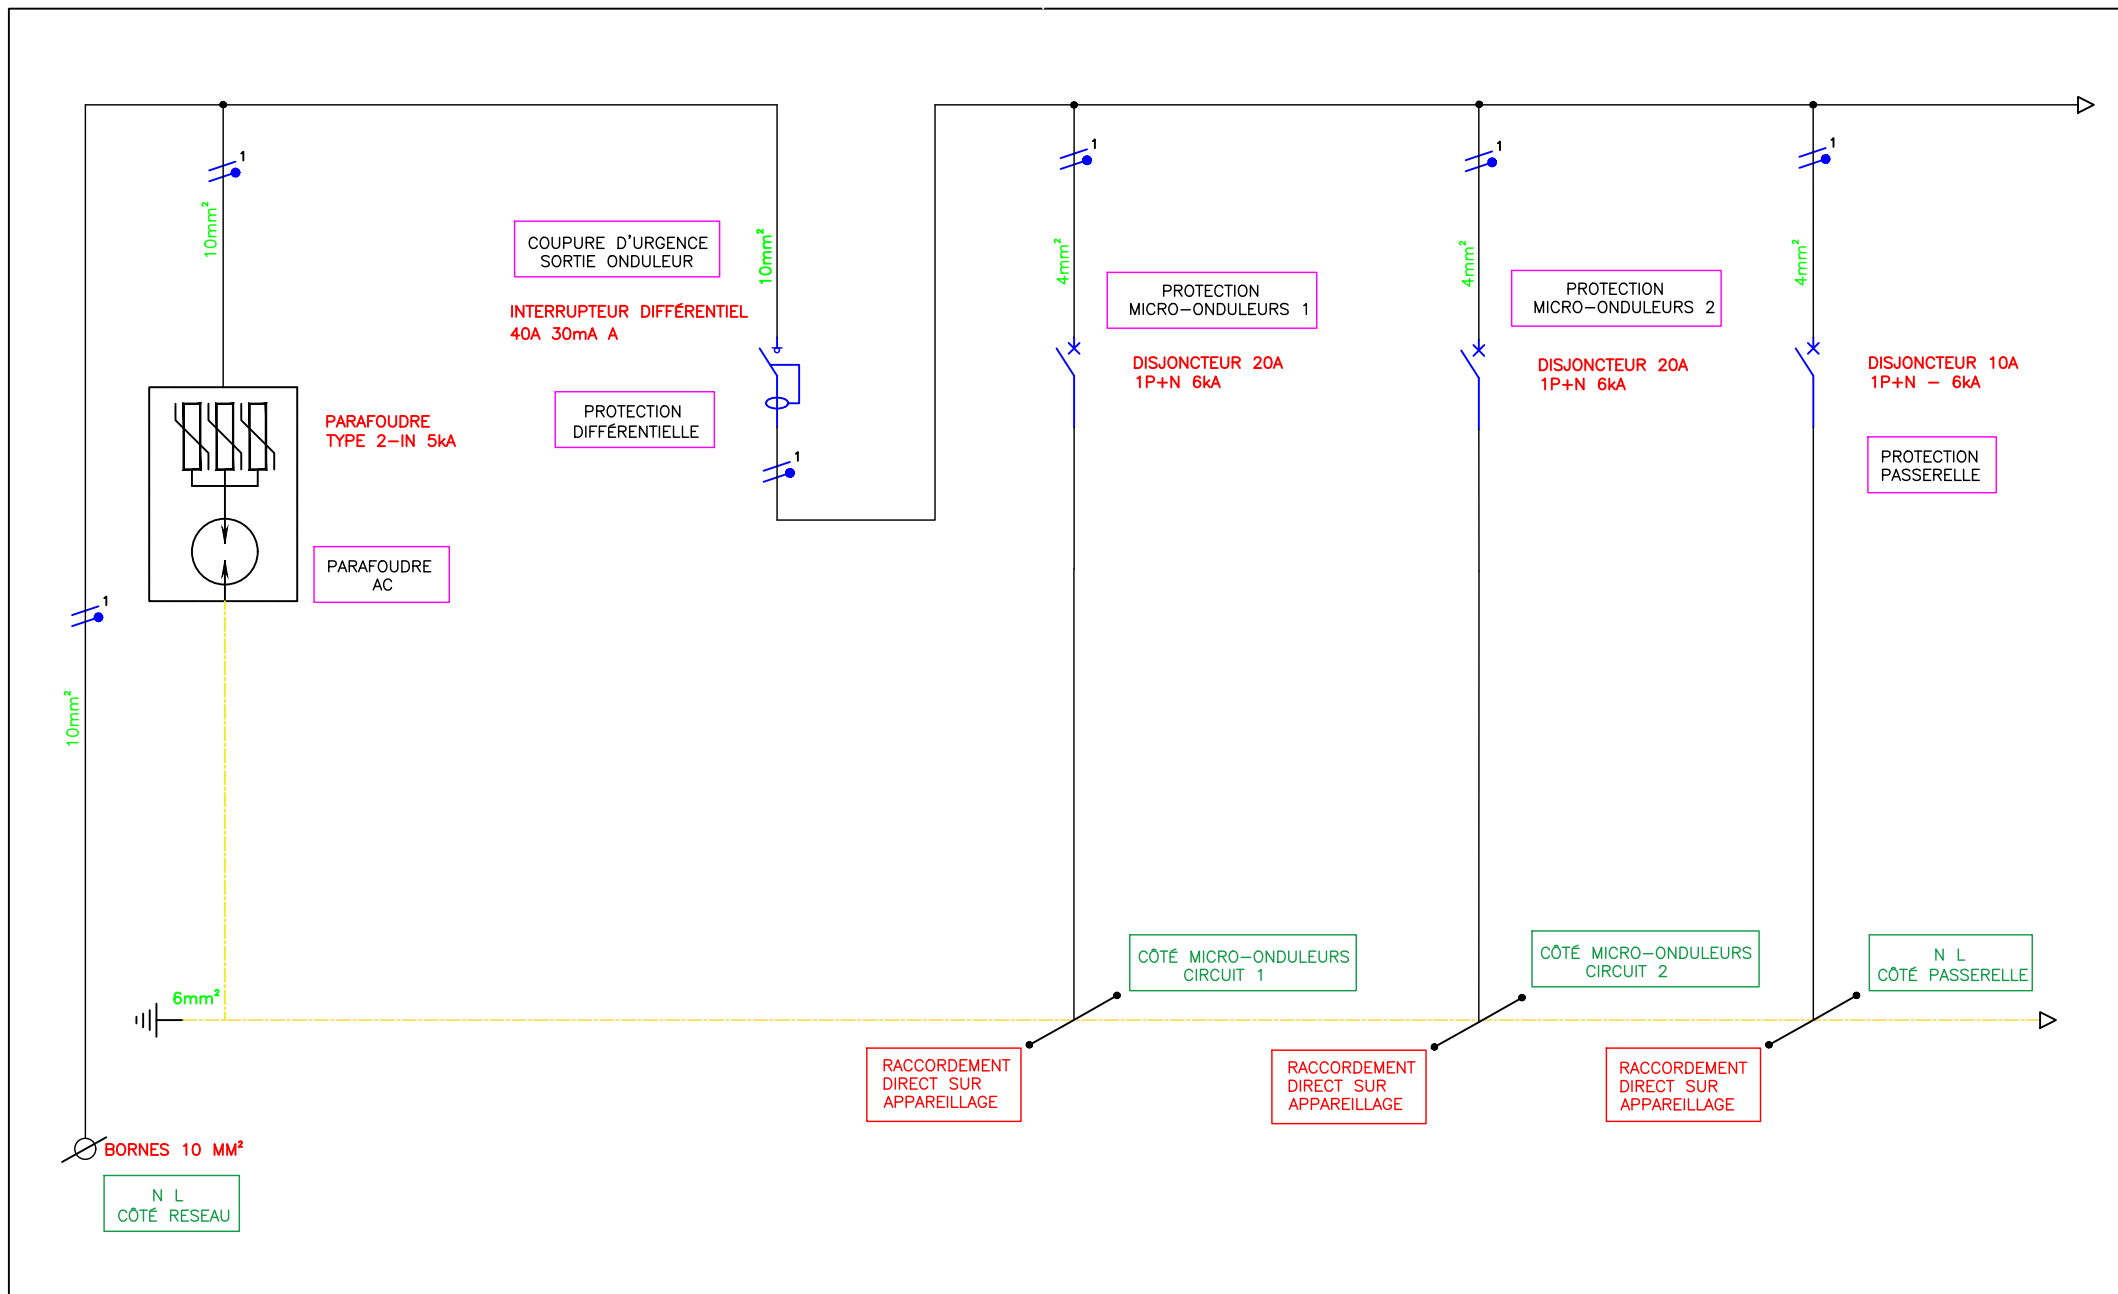 1
10mm²
COUPURE D'URGENCE
SORTIE ONDULEUR
INTERRUPTEUR DIFFÉRENTIEL
40A 30mA A
10mm²
PROTECTION
DIFFÉRENTIELLE
1
PARAFOUDRE
TYPE 2-IN 5kA
PARAFOUDRE
AC
1
10mm²
1
4mm²
PROTECTION
MICRO-ONDULEURS 1
DISJONCTEUR 20A
1P+N 6kA
1
4mm²
PROTECTION
MICRO-ONDULEURS 2
DISJONCTEUR 20A
1P+N 6kA
1
4mm²
DISJONCTEUR 10A
1P+N - 6kA
PROTECTION
PASSERELLE
6mm²
CÔTÉ MICRO-ONDULEURS
CIRCUIT 1
CÔTÉ MICRO-ONDULEURS
CIRCUIT 2
N L
CÔTÉ PASSERELLE
RACCORDEMENT
DIRECT SUR
APPAREILLAGE
RACCORDEMENT
DIRECT SUR
APPAREILLAGE
RACCORDEMENT
DIRECT SUR
APPAREILLAGE
BORNES 10 MM²
N L
CÔTÉ RESEAU